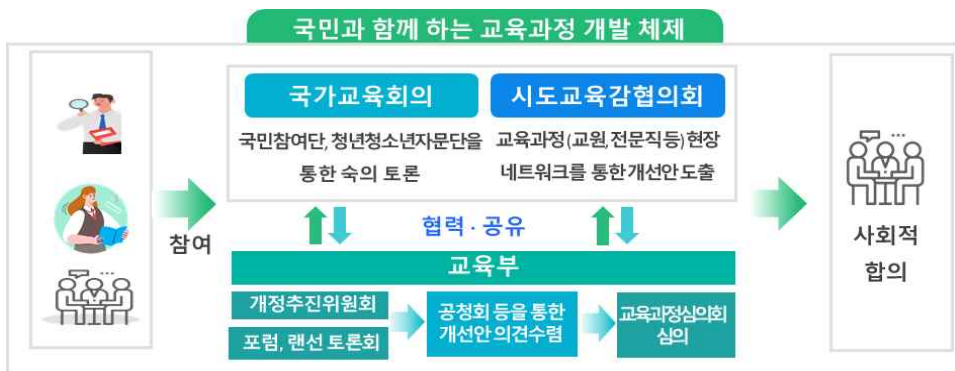 국민과 함께 하는 교육과정 개발 체제
참여
국가교육회의
국민참여단, 청년청소년자문단을
통한 숙의 토론
시도교육감협의회
교육과정(교원, 전문직 등) 현장
네트워크를 통한 개선안 도출
협력 · 공유
교육부
개정추진위원회
포럼, 랜선 토론회
공청회 등을 통한
개선안 의견수렴
교육과정심의회
심의
사회적
합의